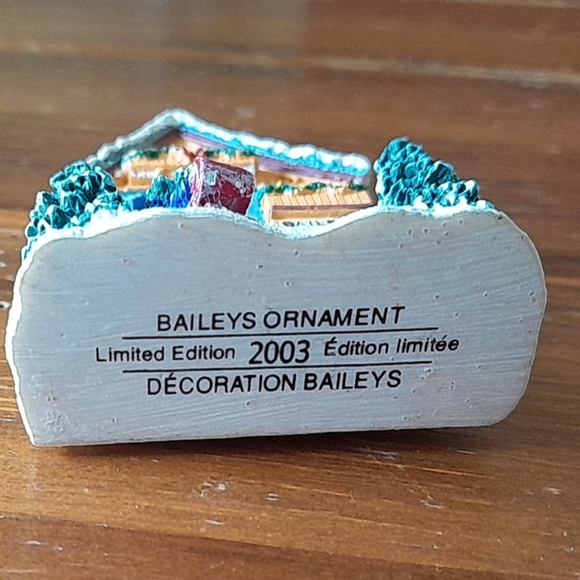 BAILEYS ORNAMENT
Limited Edition 2003 Édition limitée
DÉCORATION BAILEYS